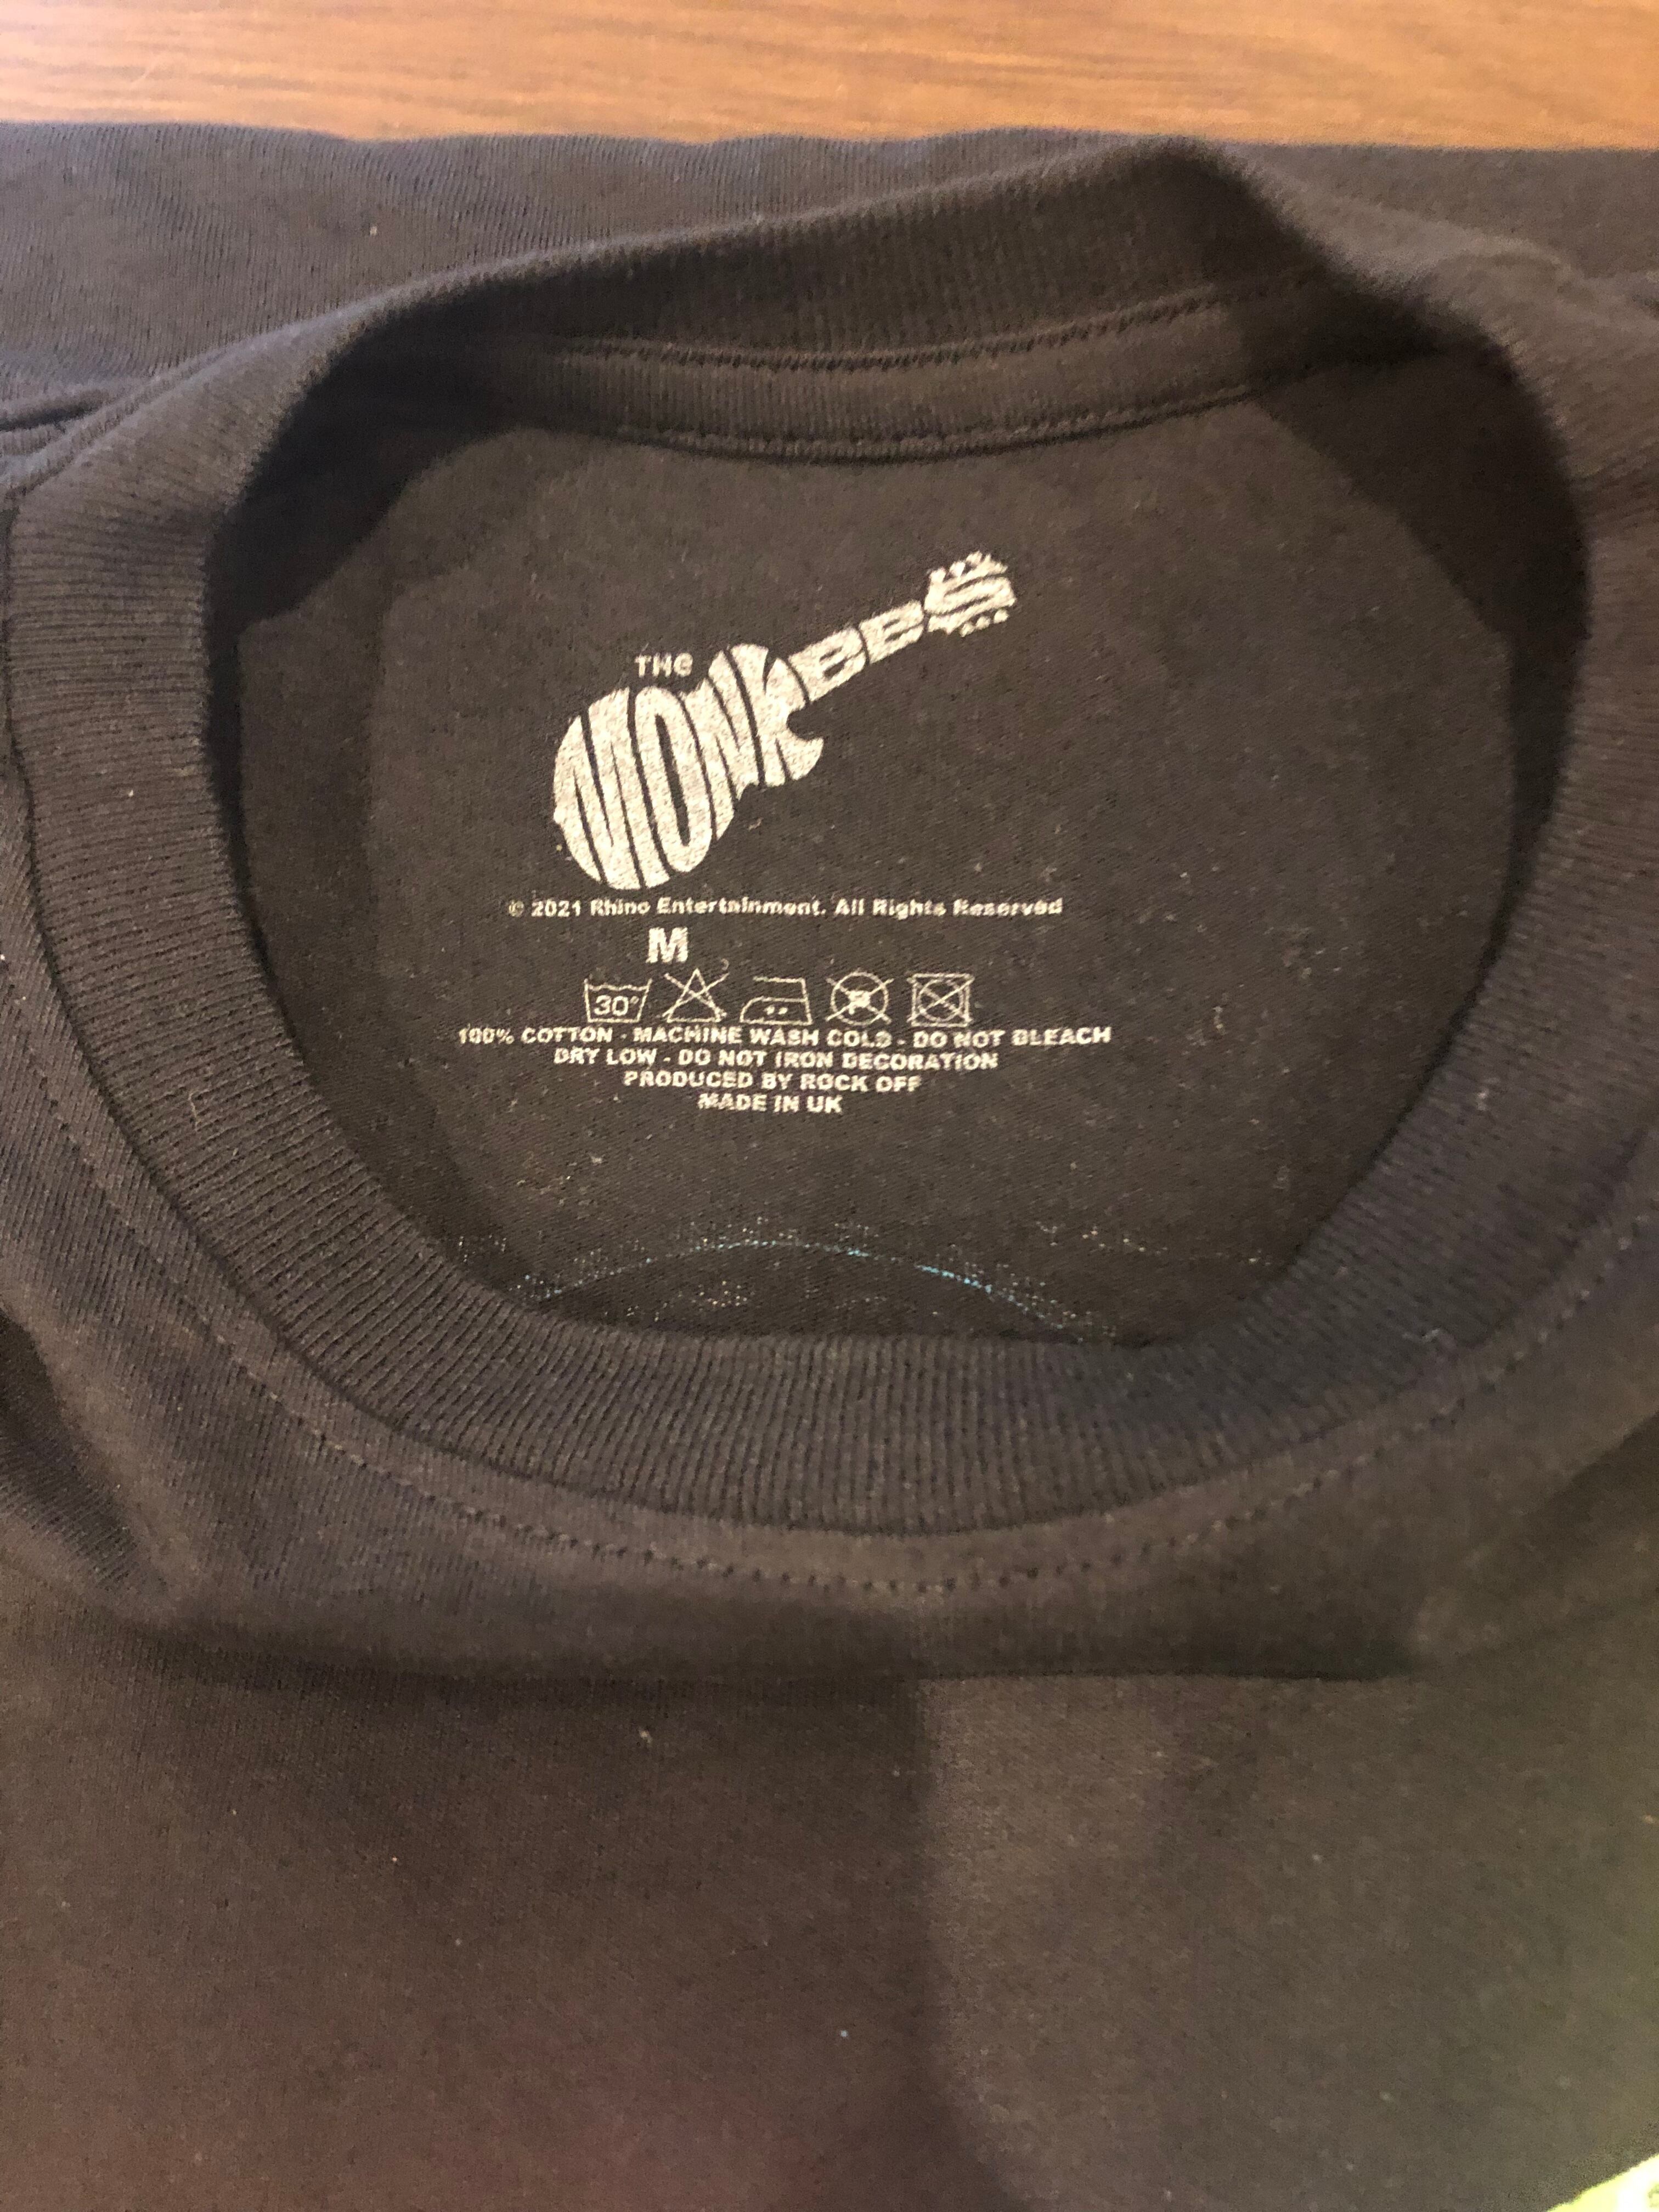 THE
MONKEES
© 2021 Rhino Entertainment. All Rights Reserved
M
30°
P
100% COTTON - MACHINE WASH COLD - DO NOT BLEACH
DRY LOW - DO NOT IRON DECORATION
PRODUCED BY ROCK OFF
MADE IN UK